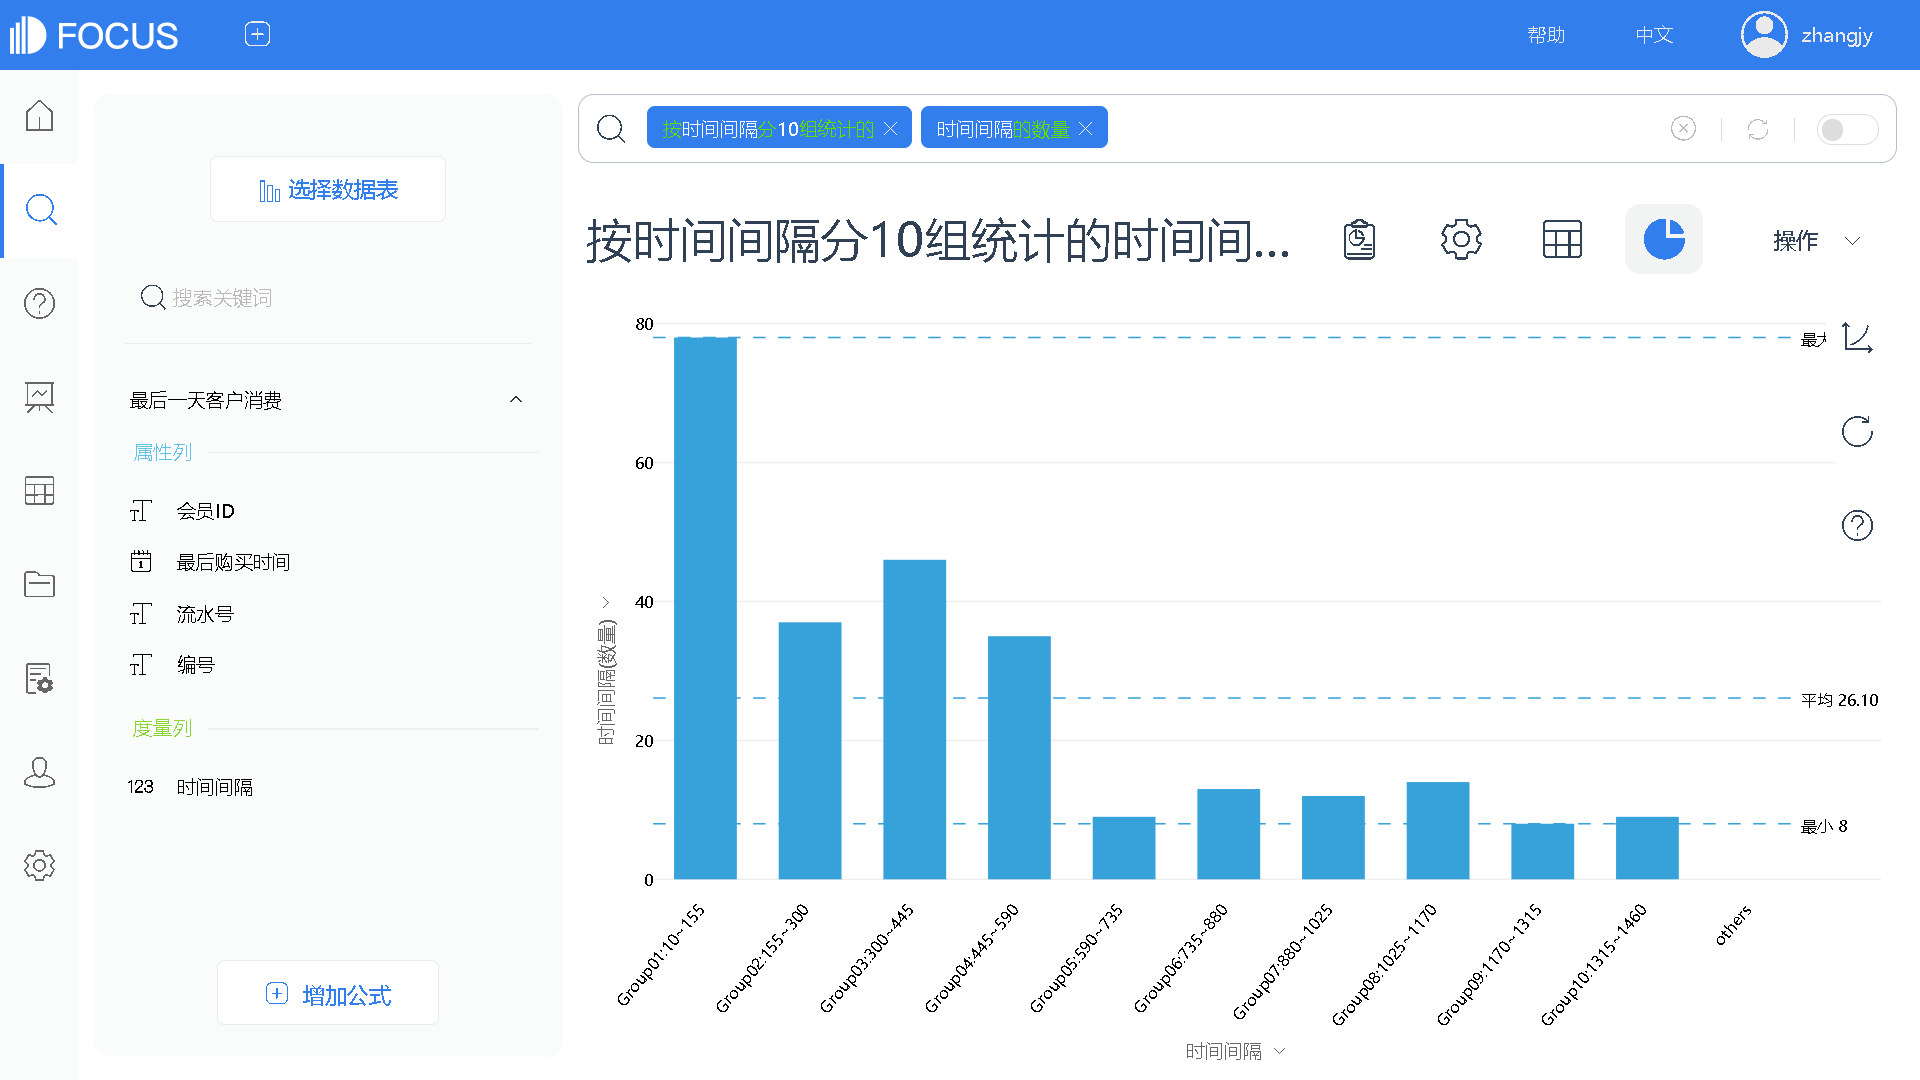 FOCUS
帮助
中文
zhangjy
选择数据表
搜索关键词
最后一天客户消费
属性列
会员ID
最后购买时间
流水号
编号
度量列
123 时间间隔
增加公式
按时间间隔分10组统计的
时间间隔的数量
按时间间隔分10组统计的时间间...
操作
80
60
40
20
0
时间间隔(数量)
平均 26.10
最小 8
Group01:10~155
Group02:155~300
Group03:300~445
Group04:445~590
Group05:590~735
Group06:735~880
Group07:880~1025
Group08:1025~1170
Group09:1170~1315
Group10:1315~1460
others
时间间隔